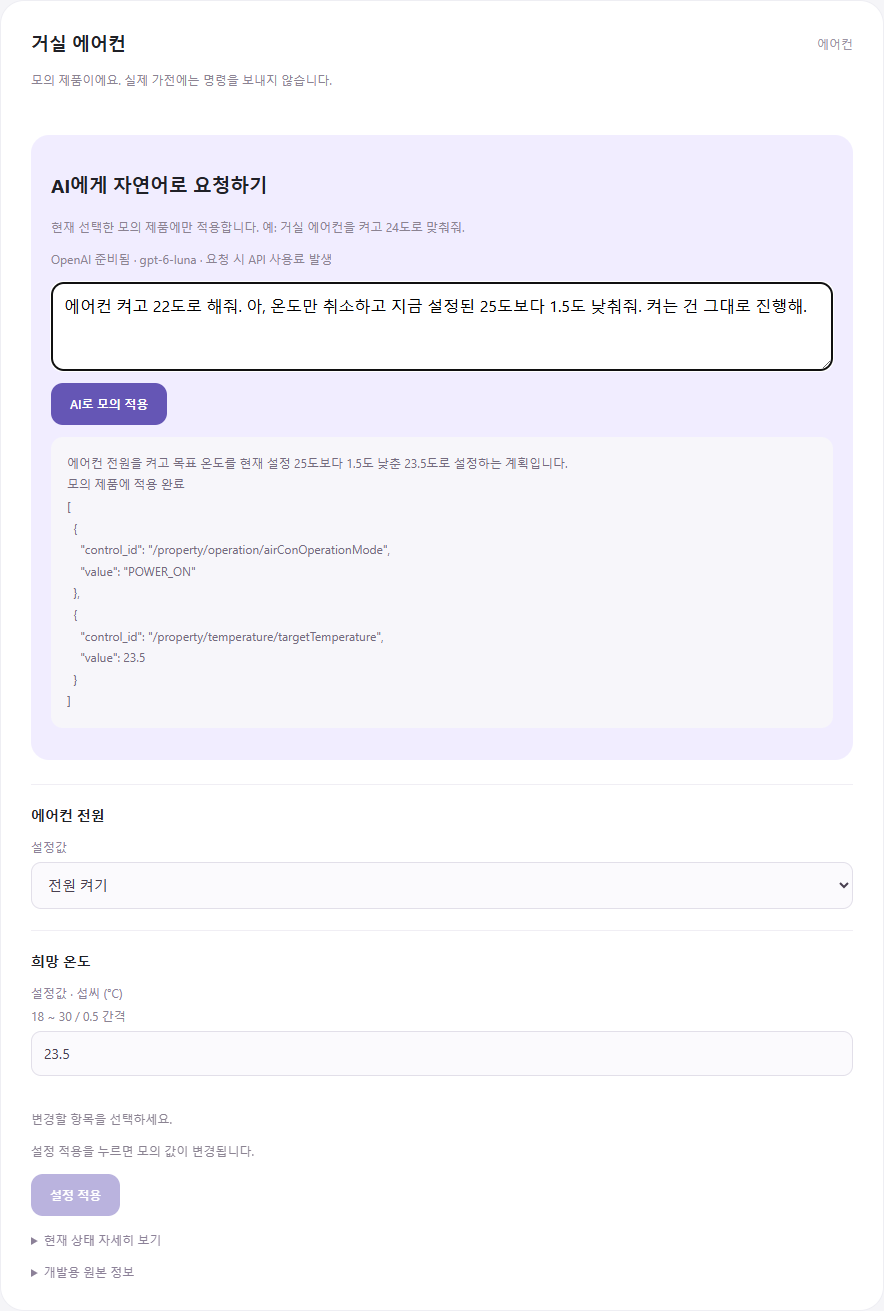 거실 에어컨
에어컨
모의 제품이에요. 실제 가전에는 명령을 보내지 않습니다.
AI에게 자연어로 요청하기
현재 선택한 모의 제품에만 적용합니다. 예: 거실 에어컨을 켜고 24도로 맞춰줘.
OpenAI 준비됨 · gpt-6-luna · 요청 시 API 사용료 발생
에어컨 켜고 22도로 해줘. 아, 온도만 취소하고 지금 설정된 25도보다 1.5도 낮춰줘. 켜는 건 그대로 진행해.
AI로 모의 적용
에어컨 전원을 켜고 목표 온도를 현재 설정 25도보다 1.5도 낮춘 23.5도로 설정하는 계획입니다.
모의 제품에 적용 완료
[
  {
    "control_id": "/property/operation/airConOperationMode",
    "value": "POWER_ON"
  },
  {
    "control_id": "/property/temperature/targetTemperature",
    "value": 23.5
  }
]
에어컨 전원
설정값
전원 켜기
희망 온도
설정값 · 섭씨 (°C)
18 ~ 30 / 0.5 간격
23.5
변경할 항목을 선택하세요.
설정 적용을 누르면 모의 값이 변경됩니다.
설정 적용
▶ 현재 상태 자세히 보기
▶ 개발용 원본 정보